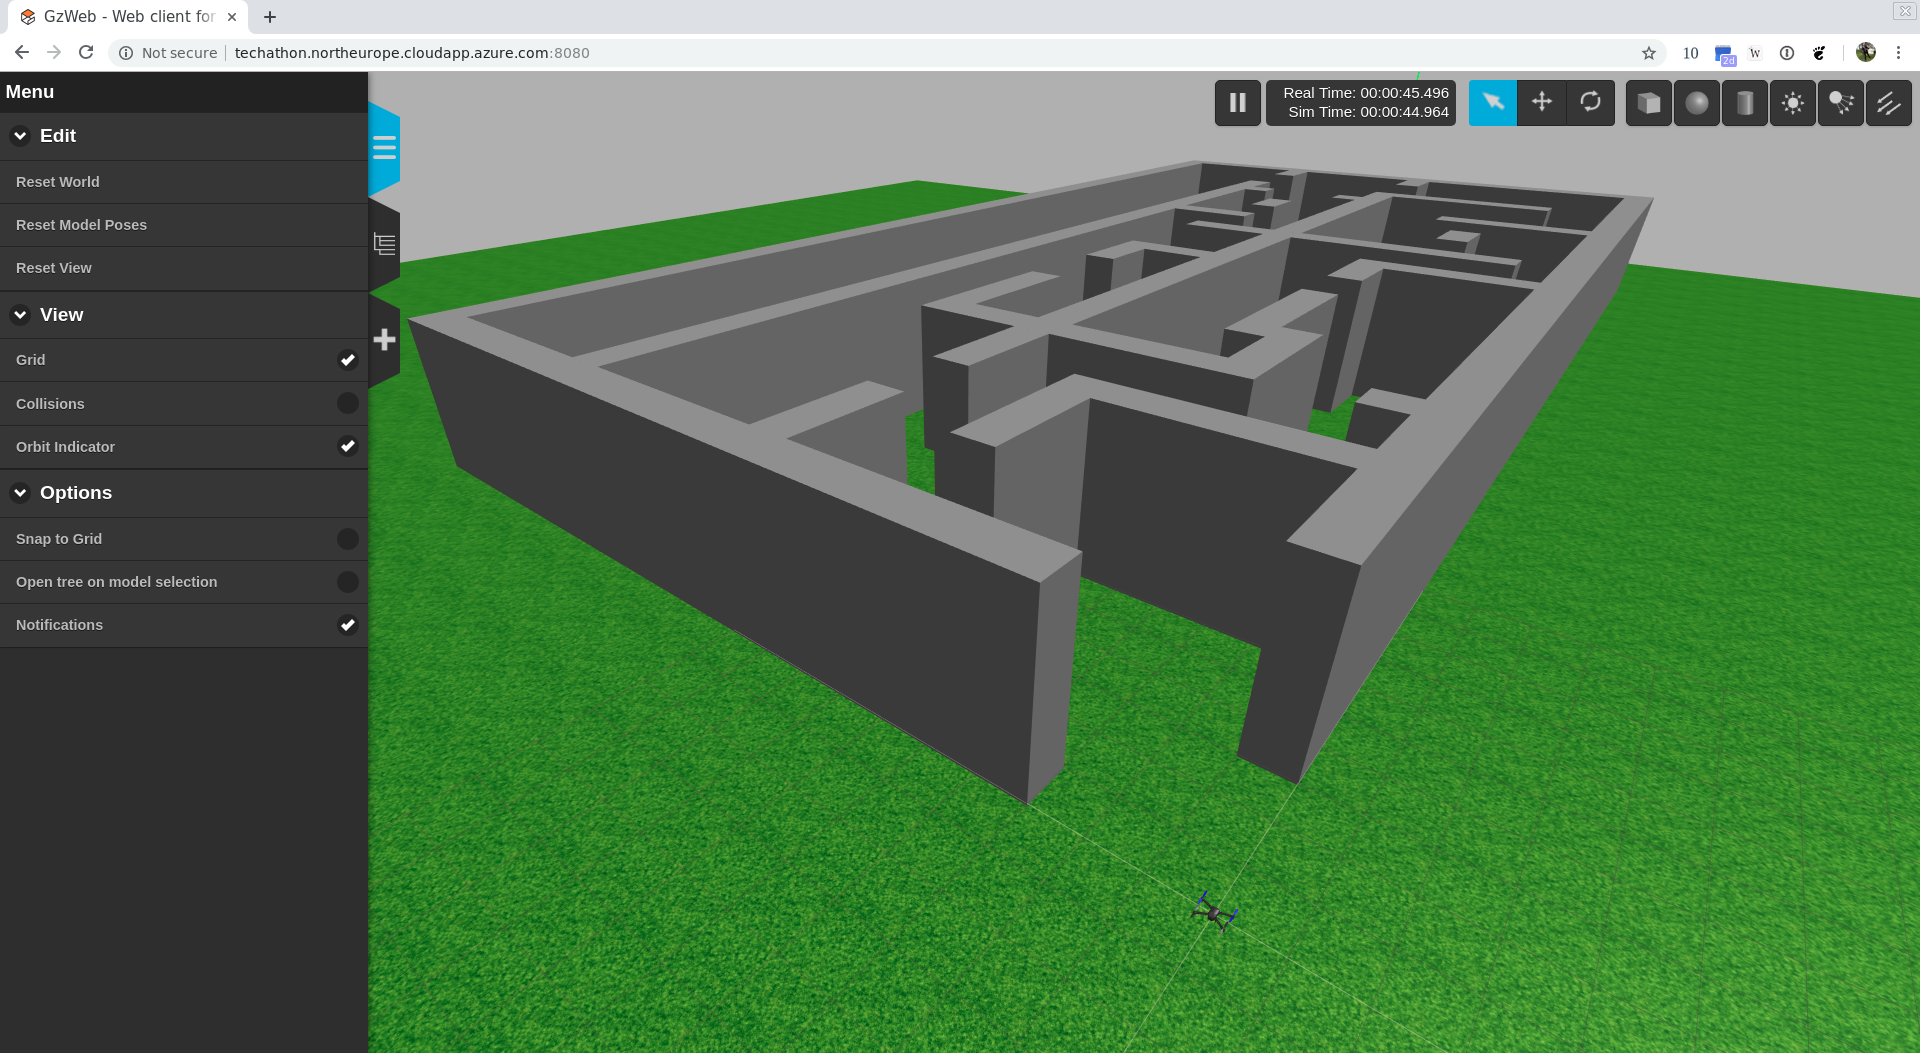 GzWeb - Web client for
Not secure
techathon.northeurope.cloudapp.azure.com:8080
10
2d
W
Menu
Real Time: 00:00:45.496
Sim Time: 00:00:44.964
Edit
Reset World
Reset Model Poses
Reset View
View
Grid
Collisions
Orbit Indicator
Options
Snap to Grid
Open tree on model selection
Notifications